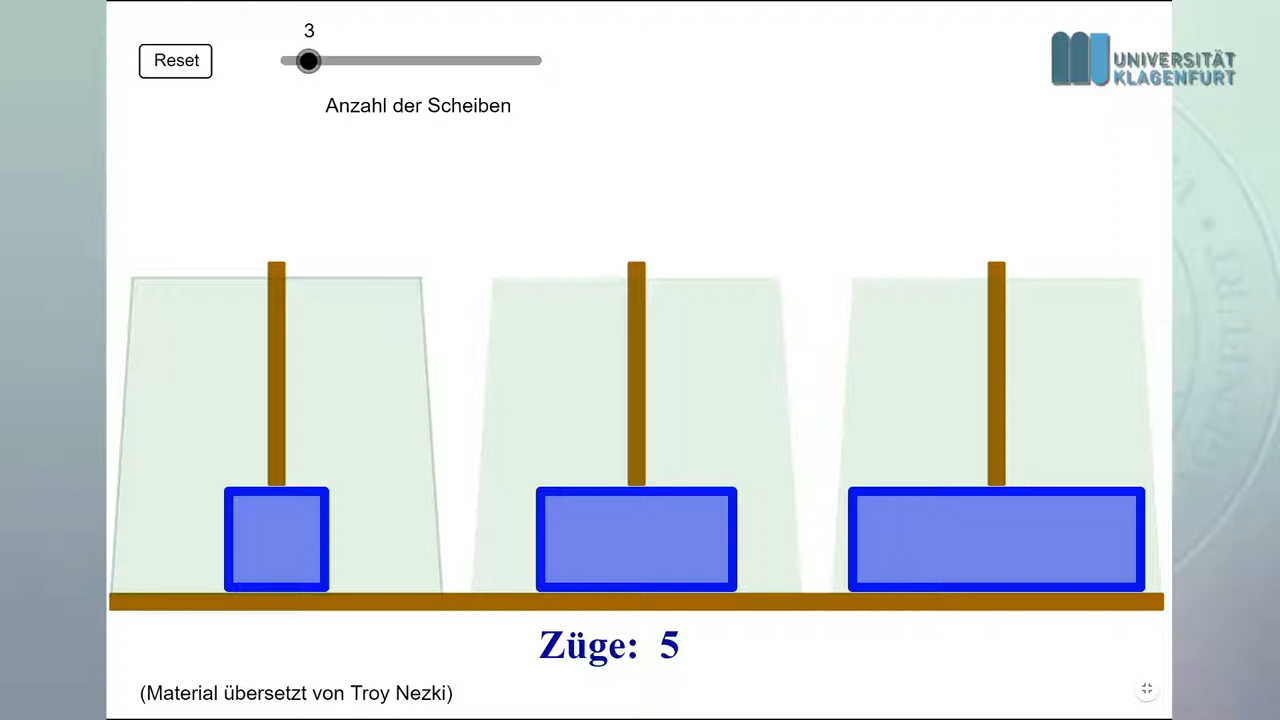 3
Reset
Anzahl der Scheiben
UNIVERSITÄT
KLAGENFURT
Züge: 5
(Material übersetzt von Troy Nezki)